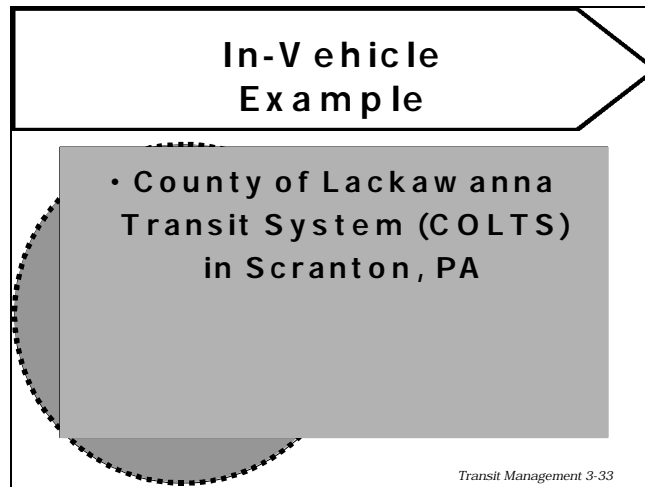 In-Vehicle
Example
• County of Lackawanna
Transit System (COLTS)
in Scranton, PA
Transit Management 3-33